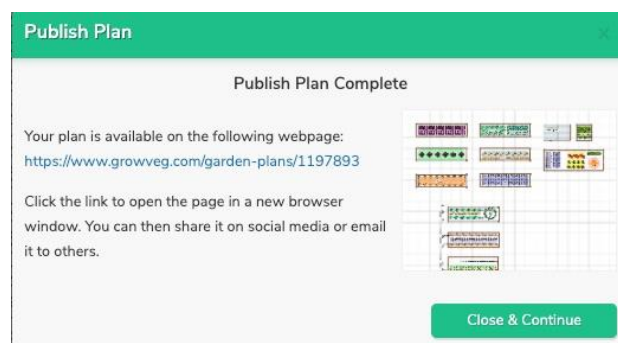 Publish Plan
Publish Plan Complete
Your plan is available on the following webpage:
https://www.growveg.com/garden-plans/1197893
Click the link to open the page in a new browser
window. You can then share it on social media or email
it to others.
Close & Continue